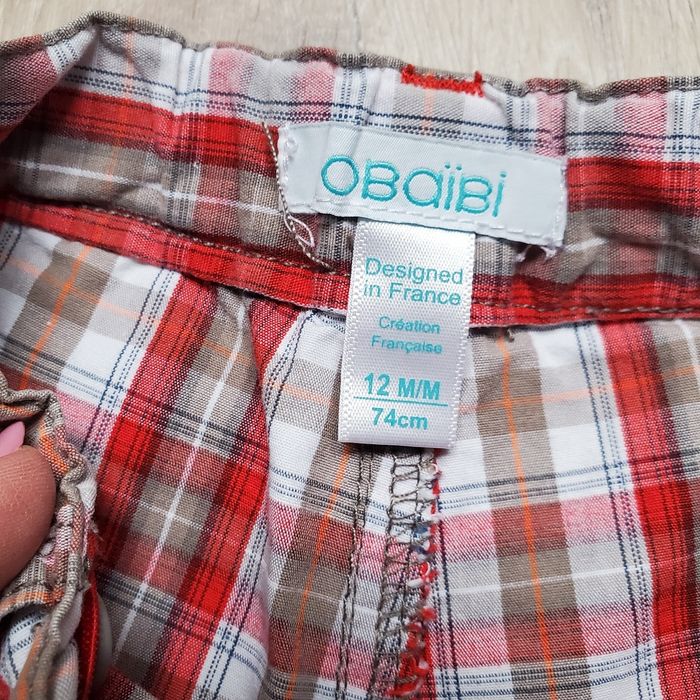 OBaïBi
Designed
in France
Création
Française
12 M/M
74cm